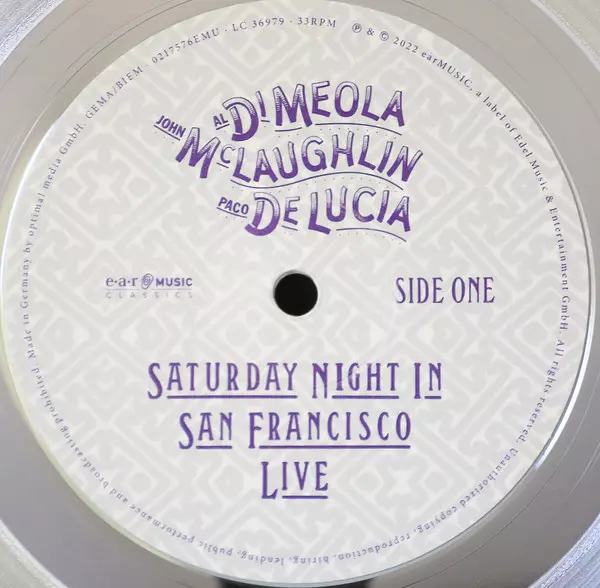 Made in Germany by optimal media GmbH. GEMA/BIEM · 0217576EMU · LC 36979 · 33RPM
℗ & © 2022 earMUSIC, a label of Edel Music & Entertainment GmbH. All rights reserved. Unauthorized copying, reproduction, hiring, lending, public performance and broadcasting prohibited.
AL DI MEOLA
JOHN McLAUGHLIN
PACO DE LUCIA
e·a·r MUSIC
CLASSICS
SIDE ONE
SATURDAY NIGHT IN
SAN FRANCISCO
LIVE